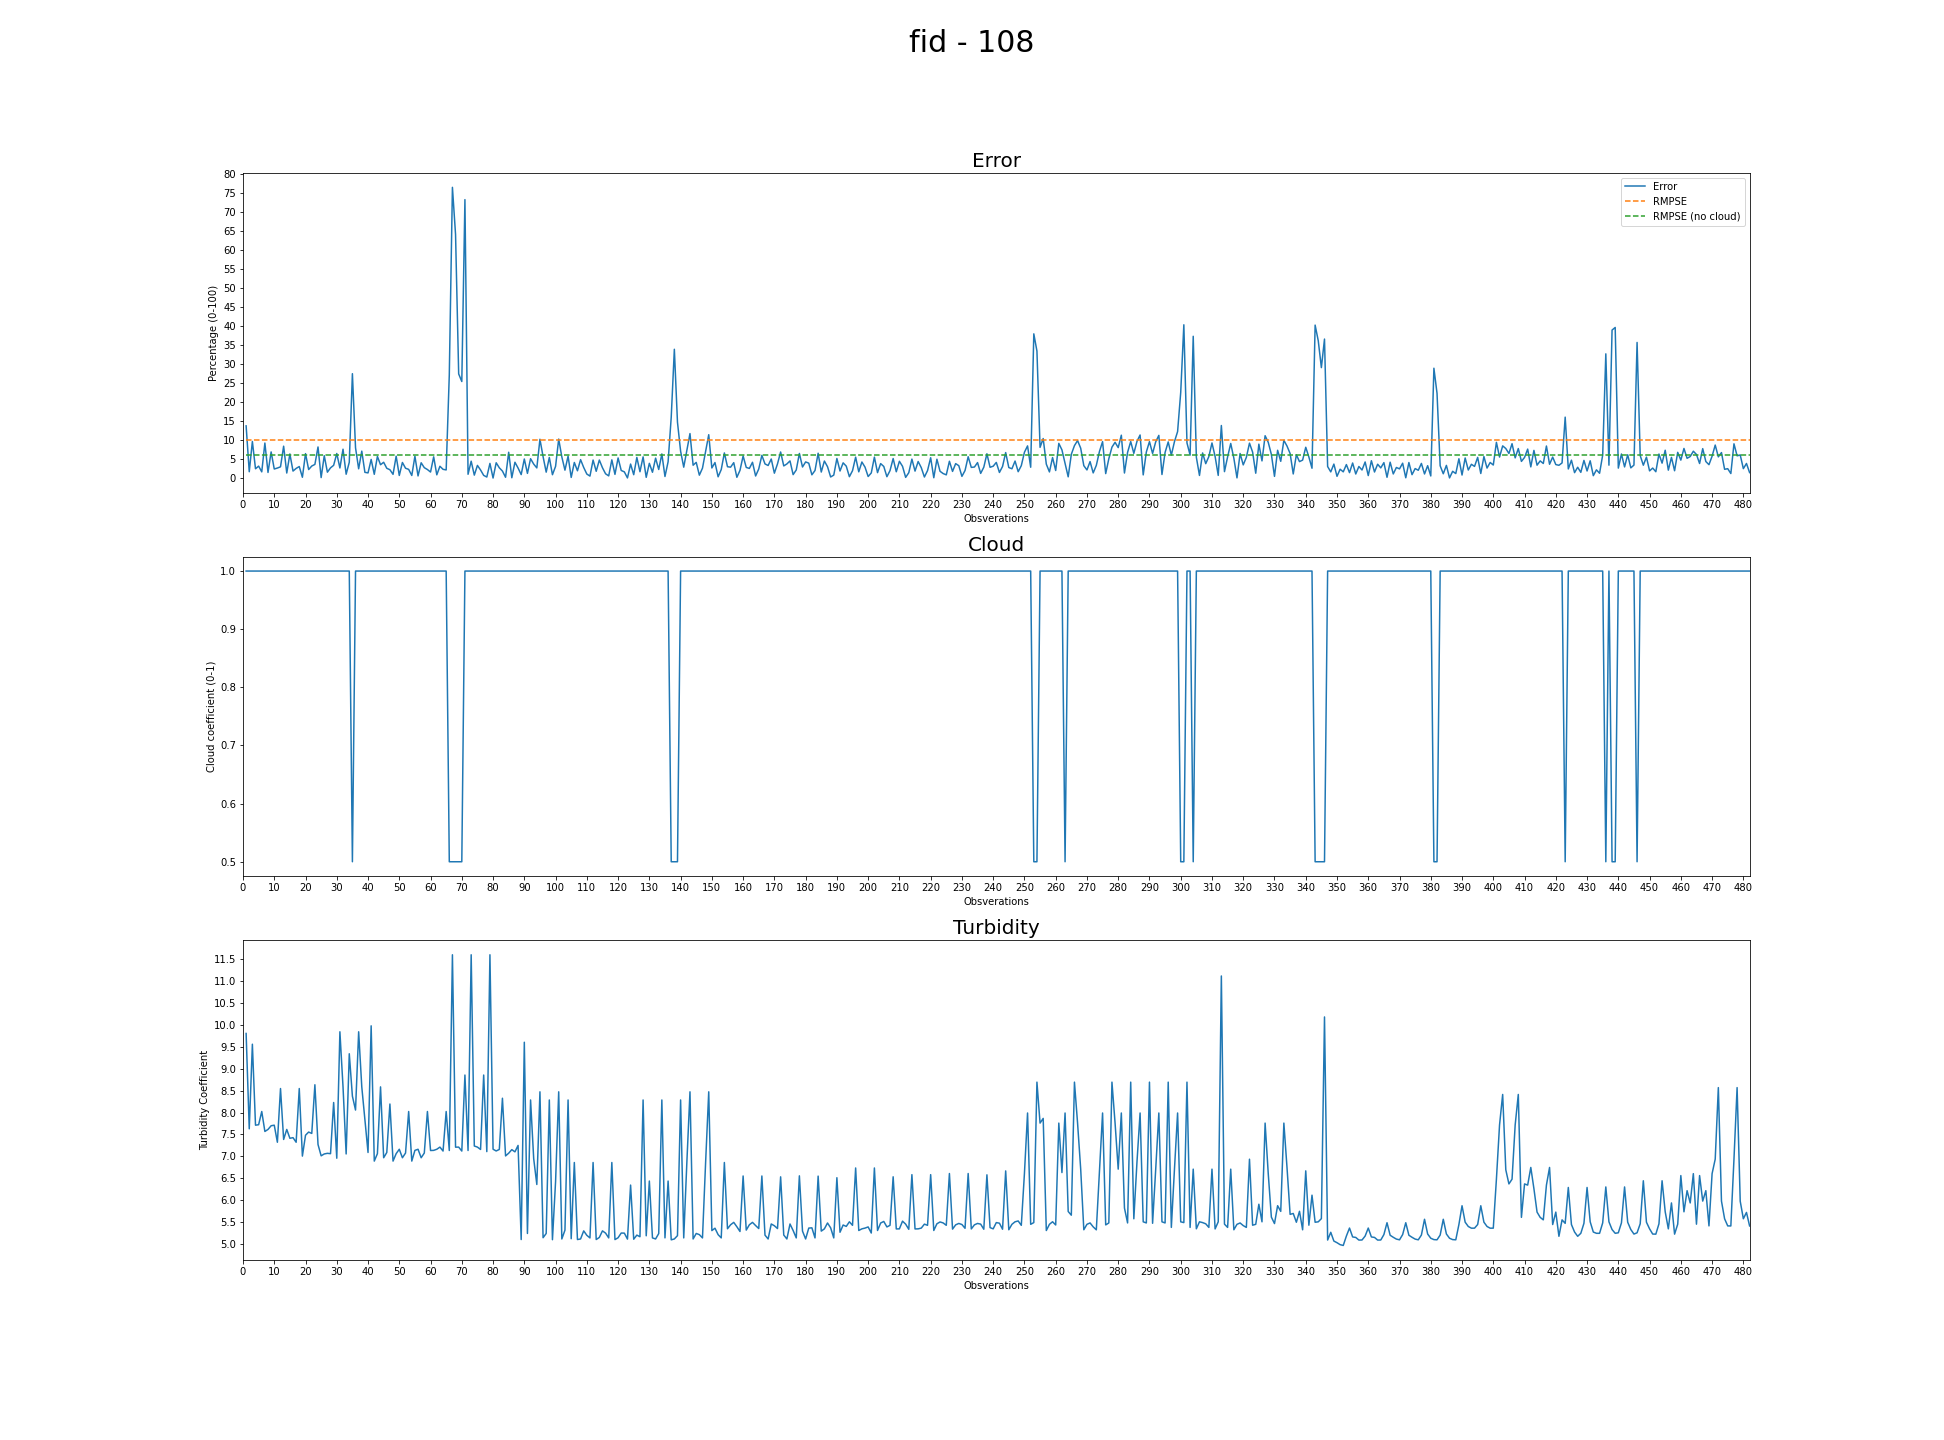 fid - 108
Error
80
75
70
65
60
55
50
45
40
35
30
25
20
15
10
5
0
Percentage (0-100)
Error
RMPSE
RMPSE (no cloud)
0 10 20 30 40 50 60 70 80 90 100 110 120 130 140 150 160 170 180 190 200 210 220 230 240 250 260 270 280 290 300 310 320 330 340 350 360 370 380 390 400 410 420 430 440 450 460 470 480
Obsverations
Cloud
1.0
0.9
0.8
0.7
0.6
0.5
Cloud coefficient (0-1)
0 10 20 30 40 50 60 70 80 90 100 110 120 130 140 150 160 170 180 190 200 210 220 230 240 250 260 270 280 290 300 310 320 330 340 350 360 370 380 390 400 410 420 430 440 450 460 470 480
Obsverations
Turbidity
11.5
11.0
10.5
10.0
9.5
9.0
8.5
8.0
7.5
7.0
6.5
6.0
5.5
5.0
Turbidity Coefficient
0 10 20 30 40 50 60 70 80 90 100 110 120 130 140 150 160 170 180 190 200 210 220 230 240 250 260 270 280 290 300 310 320 330 340 350 360 370 380 390 400 410 420 430 440 450 460 470 480
Obsverations